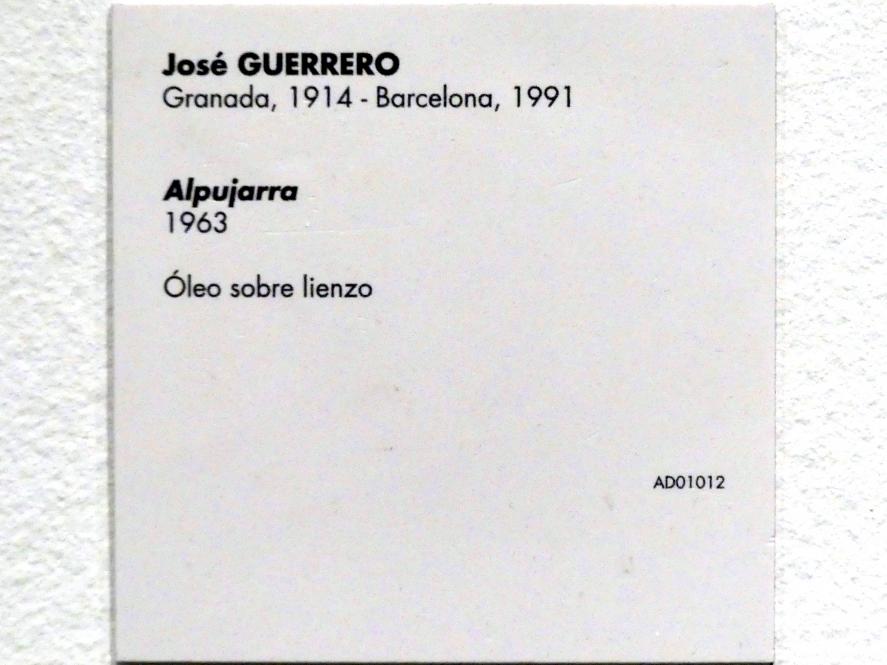 José GUERRERO
Granada, 1914 - Barcelona, 1991
Alpujarra
1963
Óleo sobre lienzo
AD01012